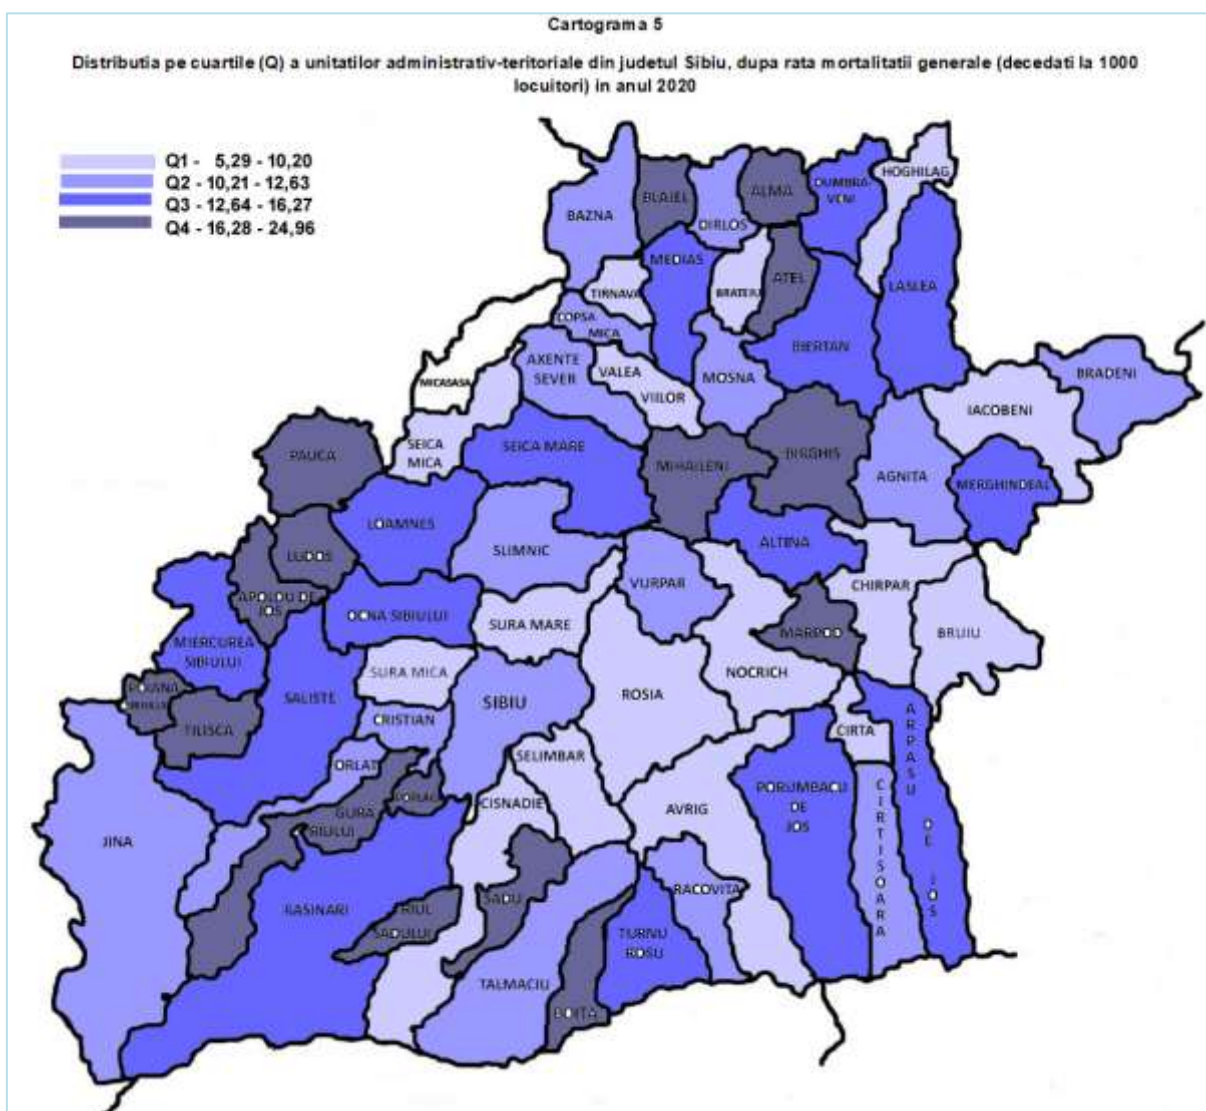 Cartograma 5
Distributia pe cuartile (Q) a unitatilor administrativ-teritoriale din judetul Sibiu, dupa rata mortalitatii generale (decedati la 1000
locuitori) in anul 2020
Q1 - 5,29 - 10,20
Q2 - 10,21 - 12,63
Q3 - 12,64 - 16,27
Q4 - 16,28 - 24,96
HOGHILAG
BLAJEL
ALMA
DUMBRA-
VENI
BAZNA
DIRLOS
MEDIAS
ATEL
LASLEA
TIRNAVA
BRATEIU
COPSA
MICA
BIERTAN
AXENTE
SEVER
VALEA
VIILOR
MOSNA
BRADENI
MICASASA
IACOBENI
SEICA
MICA
SEICA MARE
PAUCA
MIHAILENI
BIRGHIS
AGNITA
MERGHINDEAL
LOAMNES
ALTINA
LUDOS
SLIMNIC
VURPAR
CHIRPAR
APOLDU DE
JOS
OCNA SIBIULUI
SURA MARE
MARPOD
BRUIU
MIERCUREA
SIBIULUI
SURA MICA
NOCRICH
POIANA
ROSIA
SALISTE
SIBIU
TILISCA
CRISTIAN
CIRTA
ARPASU
DE
JOS
SELIMBAR
ORLAT
PORUMBACU
DE
JOS
CIRTISOARA
CISNADIE
AVRIG
GURA
RIULUI
JINA
RACOVITA
RASINARI
RIUL
SADULUI
SADU
TURNU
ROSU
TALMACIU
BOITA